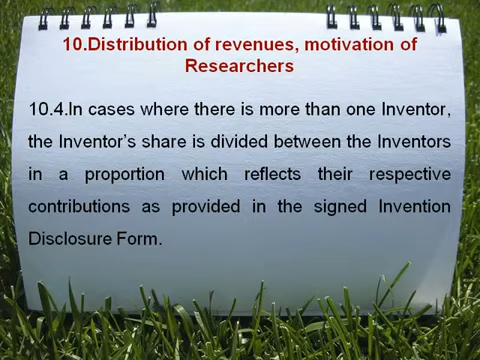 10.Distribution of revenues, motivation of
Researchers
10.4.In cases where there is more than one Inventor,
the Inventor's share is divided between the Inventors
in a proportion which reflects their respective
contributions as provided in the signed Invention
Disclosure Form.